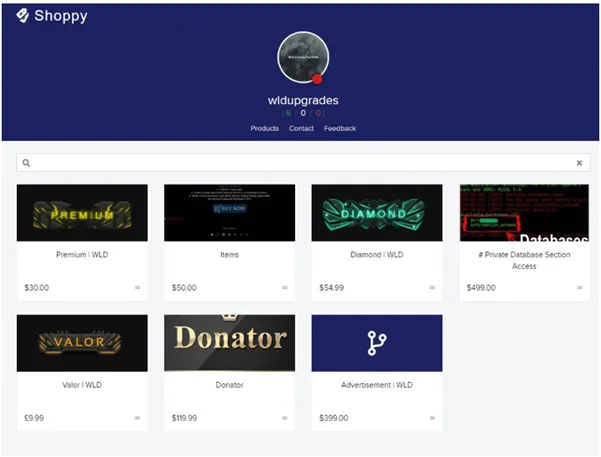 Shoppy
wldupgrades
( 6 | 0 | 0 )
Products Contact Feedback
PREMIUM
BUY NOW
DIAMOND
Databases
Premium | WLD
Items
Diamond | WLD
# Private Database Section
Access
$30.00
$50.00
$54.99
$499.00
VALOR
Donator
Valor | WLD
Donator
Advertisement | WLD
£9.99
$119.99
$399.00